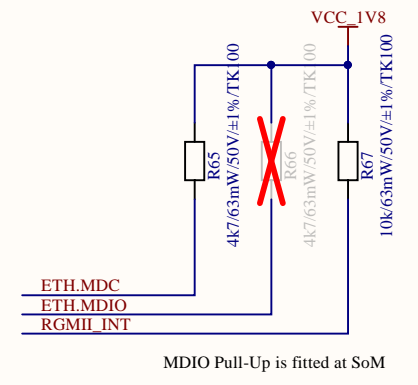 VCC_1V8
R65
4k7/63mW/50V/±1%/TK100
R66
4k7/63mW/50V/±1%/TK100
R67
10k/63mW/50V/±1%/TK100
ETH.MDC
ETH.MDIO
RGMII_INT
MDIO Pull-Up is fitted at SoM